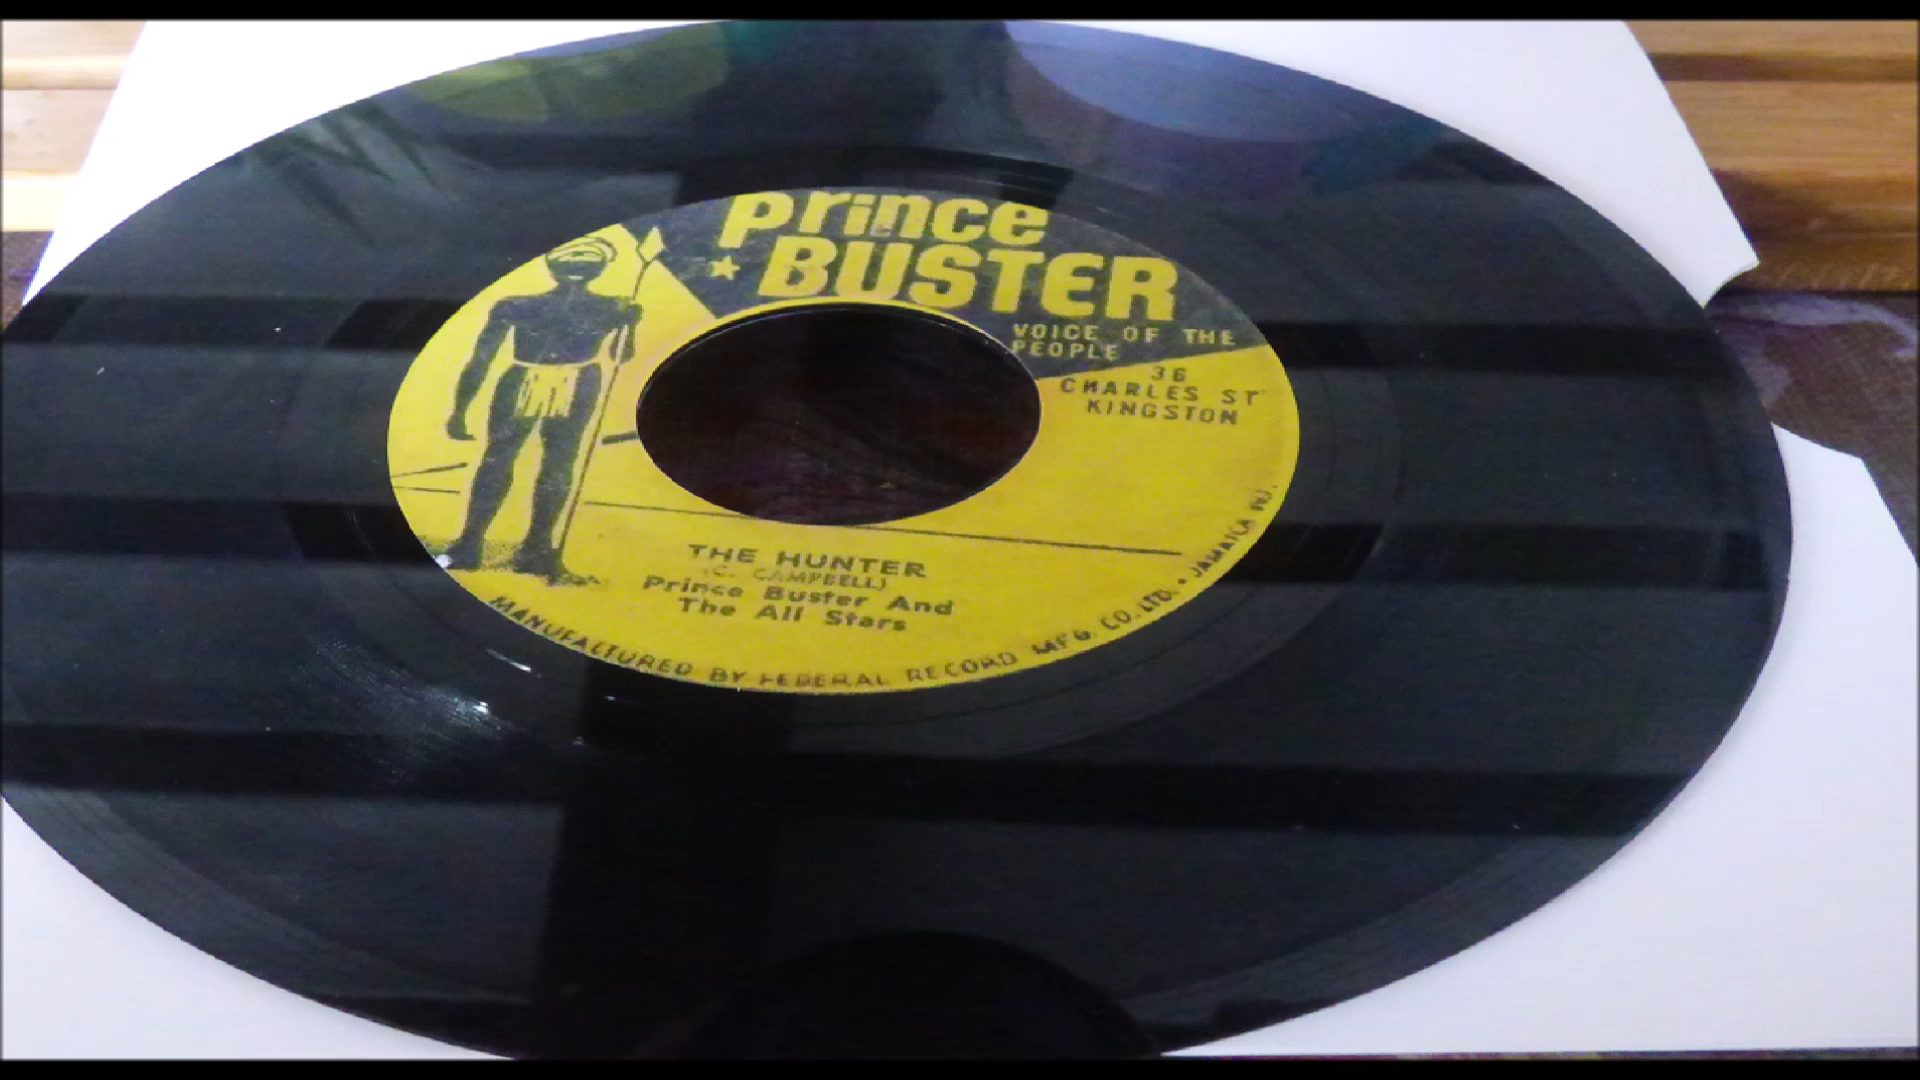 Prince
BUSTER
VOICE OF THE
PEOPLE
36
CHARLES ST
KINGSTON
THE HUNTER
(C. CAMPBELL)
Prince Buster And
The All Stars
MANUFACTURED BY FEDERAL RECORD MFG. CO. LTD. • JAMAICA W.I.